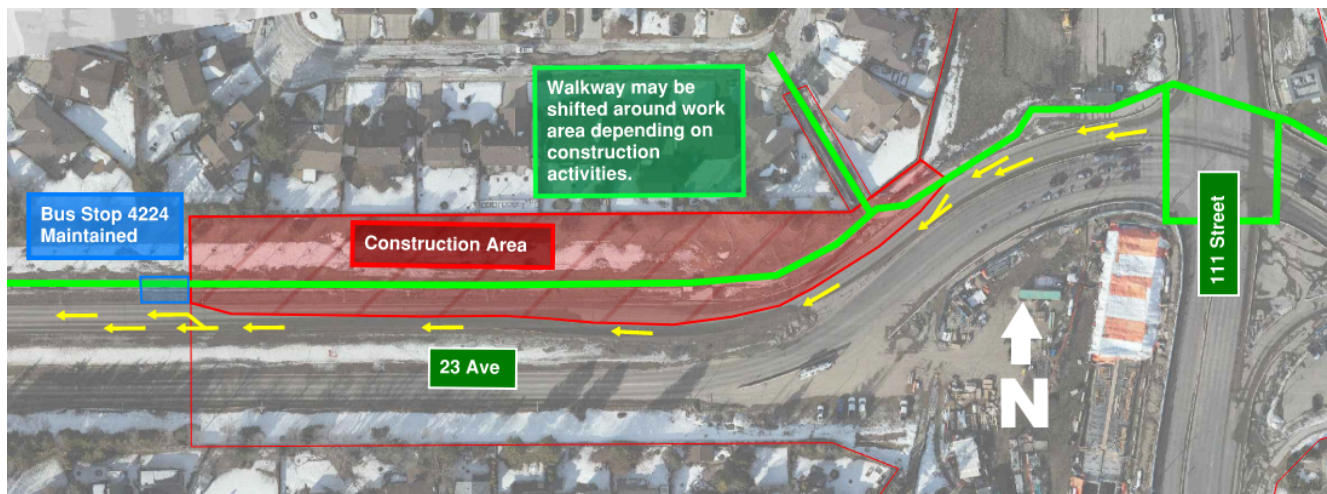 Walkway may be
shifted around work
area depending on
construction
activities.
Bus Stop 4224
Maintained
Construction Area
111 Street
23 Ave
N